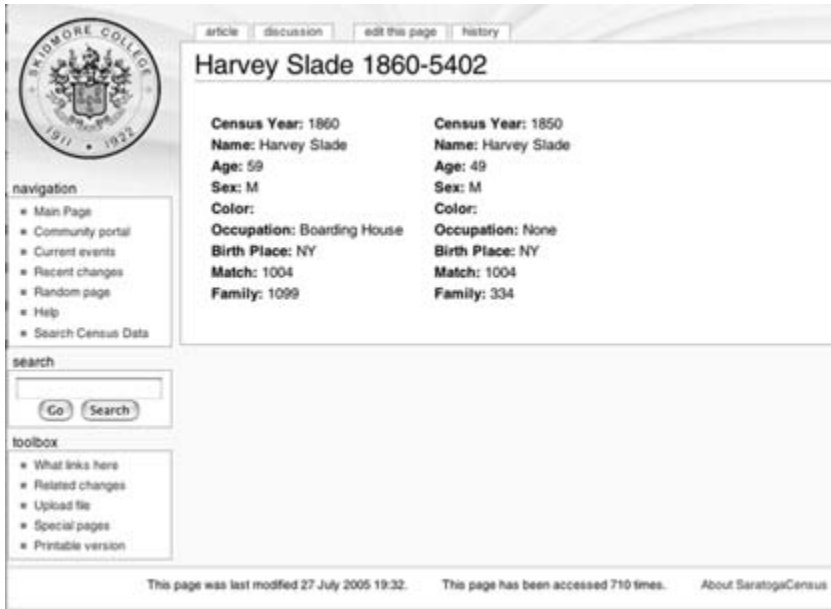 SKIDMORE COLLEGE
1911 • 1922
article discussion edit this page history
Harvey Slade 1860-5402
Census Year: 1860 Census Year: 1850
Name: Harvey Slade Name: Harvey Slade
Age: 59 Age: 49
Sex: M Sex: M
Color: Color:
Occupation: Boarding House Occupation: None
Birth Place: NY Birth Place: NY
Match: 1004 Match: 1004
Family: 1099 Family: 334
navigation
Main Page
Community portal
Current events
Recent changes
Random page
Help
Search Census Data
search
Go Search
toolbox
What links here
Related changes
Upload file
Special pages
Printable version
This page was last modified 27 July 2005 19:32. This page has been accessed 710 times. About SaratogaCensus